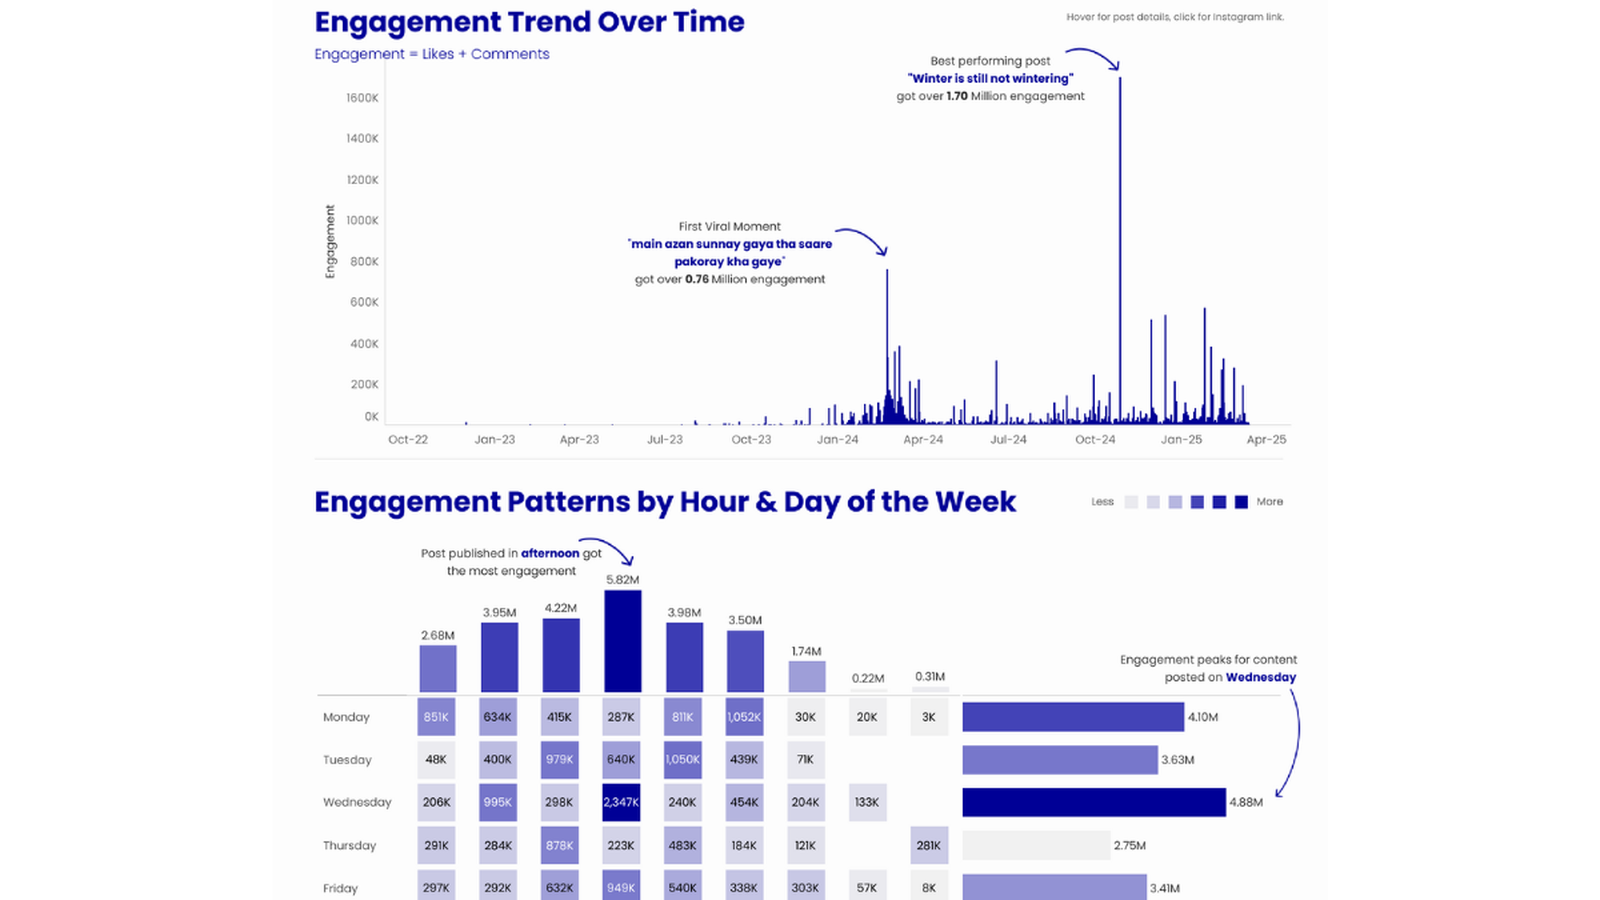 Engagement Trend Over Time
Hover for post details, click for Instagram link.
Engagement = Likes + Comments
Best performing post
"Winter is still not wintering"
got over 1.70 Million engagement
First Viral Moment
"main azan sunnay gaya tha saare
pakoray kha gaye"
got over 0.76 Million engagement
Engagement
1600K
1400K
1200K
1000K
800K
600K
400K
200K
0K
Oct-22 Jan-23 Apr-23 Jul-23 Oct-23 Jan-24 Apr-24 Jul-24 Oct-24 Jan-25 Apr-25
Engagement Patterns by Hour & Day of the Week
Less More
Post published in afternoon got
the most engagement
2.68M 3.95M 4.22M 5.82M 3.98M 3.50M 1.74M 0.22M 0.31M
Engagement peaks for content
posted on Wednesday
Monday 851K 634K 415K 287K 811K 1,052K 30K 20K 3K 4.10M
Tuesday 48K 400K 979K 640K 1,050K 439K 71K 3.63M
Wednesday 206K 995K 298K 2,347K 240K 454K 204K 133K 4.88M
Thursday 291K 284K 878K 223K 483K 184K 121K 281K 2.75M
Friday 297K 292K 632K 949K 540K 338K 303K 57K 8K 3.41M